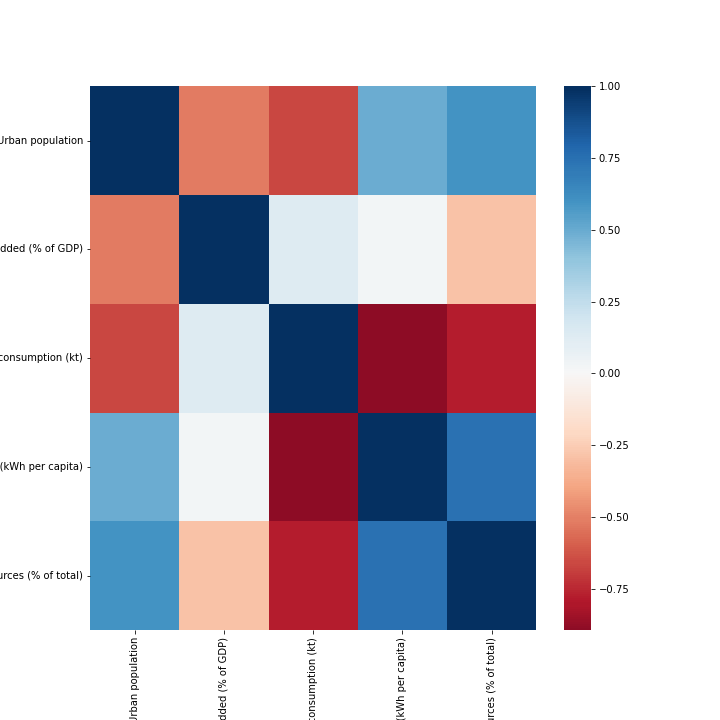 Urban population
dded (% of GDP)
consumption (kt)
(kWh per capita)
urces (% of total)
1.00
0.75
0.50
0.25
0.00
−0.25
−0.50
−0.75
Urban population
dded (% of GDP)
consumption (kt)
(kWh per capita)
urces (% of total)